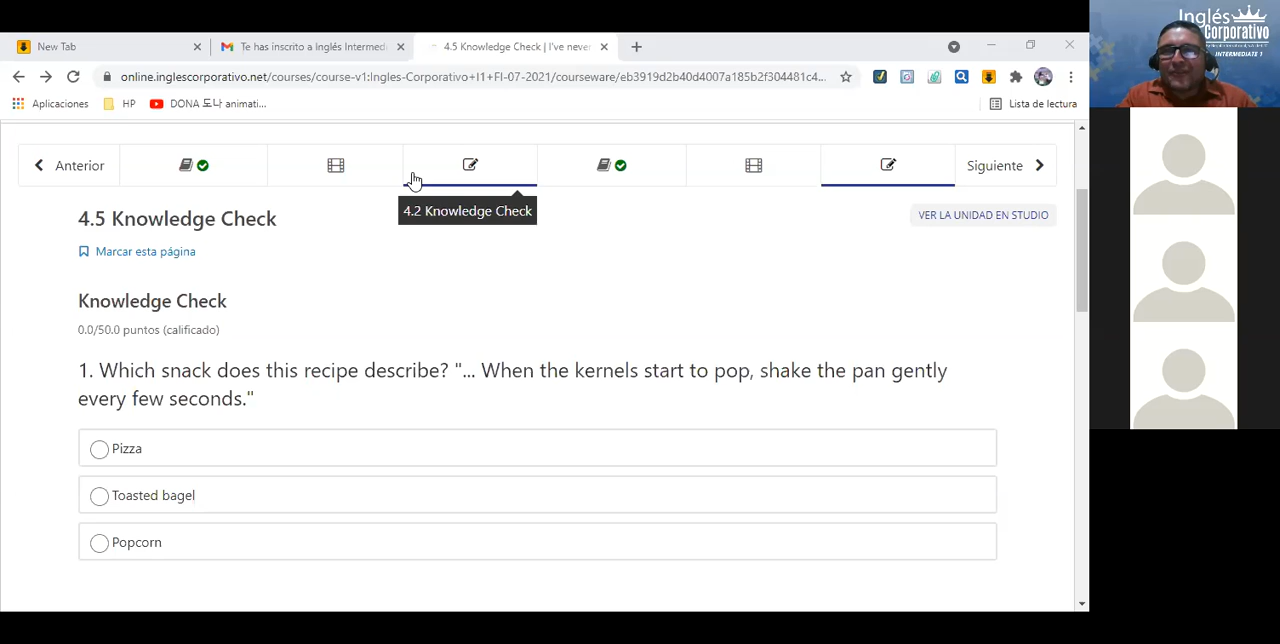 New Tab
Te has inscrito a Inglés Intermedi
4.5 Knowledge Check | I've never
online.inglescorporativo.net/courses/course-v1:Ingles-Corporativo+I1+FI-07-2021/courseware/eb3919d2b40d4007a185b2f304481c4...
Aplicaciones
HP
DONA 도나 animati...
Lista de lectura
Anterior
Siguiente
4.2 Knowledge Check
4.5 Knowledge Check
VER LA UNIDAD EN STUDIO
Marcar esta página
Knowledge Check
0.0/50.0 puntos (calificado)
1. Which snack does this recipe describe? "... When the kernels start to pop, shake the pan gently
every few seconds."
Pizza
Toasted bagel
Popcorn
Inglés
Corporativo
INTERMEDIATE 1